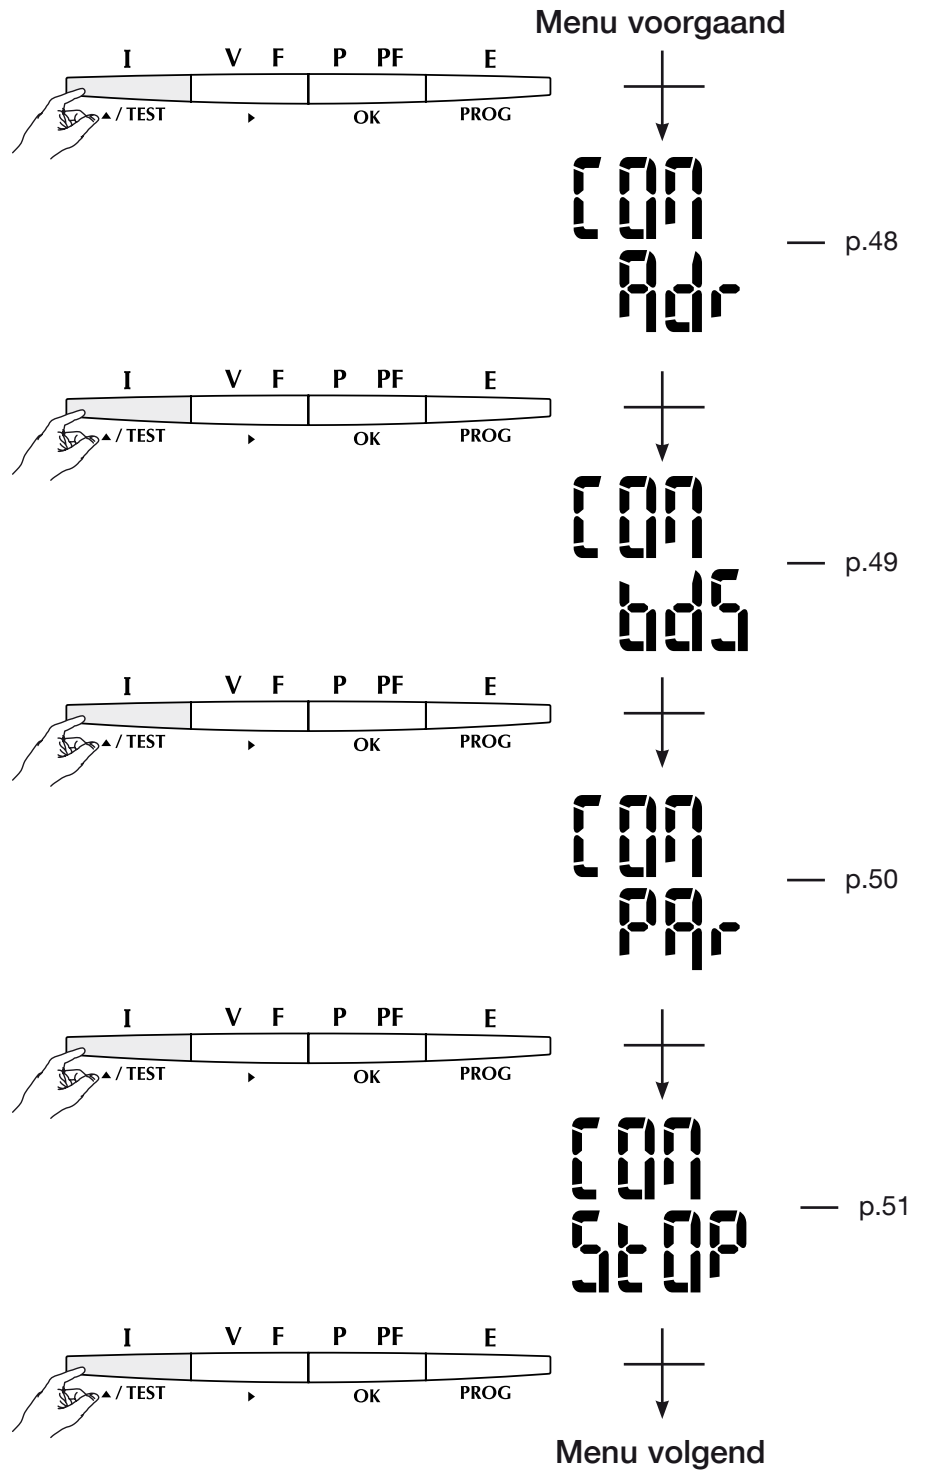 Menu voorgaand
I V F P PF E
▲ / TEST ▶ OK PROG
COM
Adr
p.48
I V F P PF E
▲ / TEST ▶ OK PROG
COM
bdS
p.49
I V F P PF E
▲ / TEST ▶ OK PROG
COM
PAr
p.50
I V F P PF E
▲ / TEST ▶ OK PROG
COM
StOP
p.51
I V F P PF E
▲ / TEST ▶ OK PROG
Menu volgend